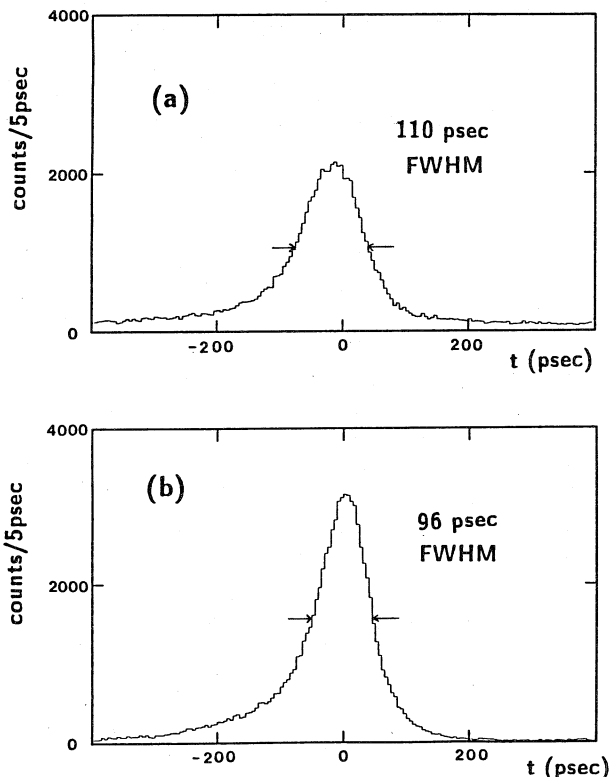 4000
(a)
110 psec
FWHM
counts/5psec
2000
0
-200 0 200
t (psec)
4000
(b)
96 psec
FWHM
counts/5psec
2000
0
-200 0 200
t (psec)